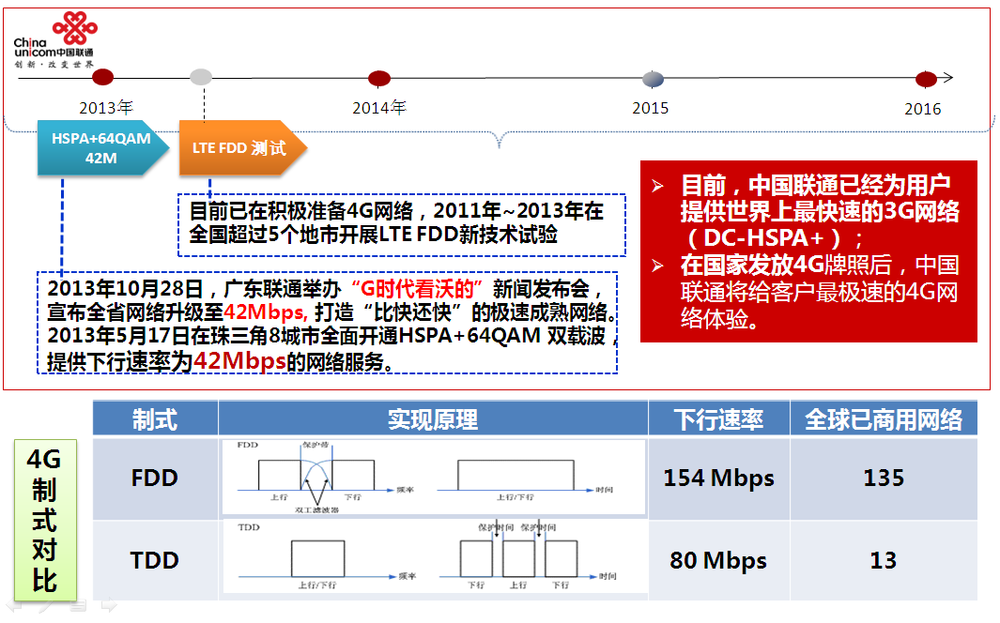 China
unicom中国联通
创新·改变世界
2013年
2014年
2015
2016
HSPA+64QAM
42M
LTE FDD 测试
目前已在积极准备4G网络，2011年~2013年在
全国超过5个地市开展LTE FDD新技术试验
2013年10月28日，广东联通举办“G时代看沃的”新闻发布会，
宣布全省网络升级至42Mbps, 打造“比快还快”的极速成熟网络。
2013年5月17日在珠三角8城市全面开通HSPA+64QAM 双载波，
提供下行速率为42Mbps的网络服务。
目前，中国联通已经为用户
提供世界上最快速的3G网络
（DC-HSPA+）；
在国家发放4G牌照后，中国
联通将给客户最极速的4G网
络体验。
4G
制
式
对
比
制式
实现原理
下行速率
全球已商用网络
FDD
FDD
保护带
上行
下行
频率
双工滤波器
上行/下行
时间
154 Mbps
135
TDD
TDD
上行/下行
频率
保护时间
保护时间
下行
上行
下行
时间
80 Mbps
13